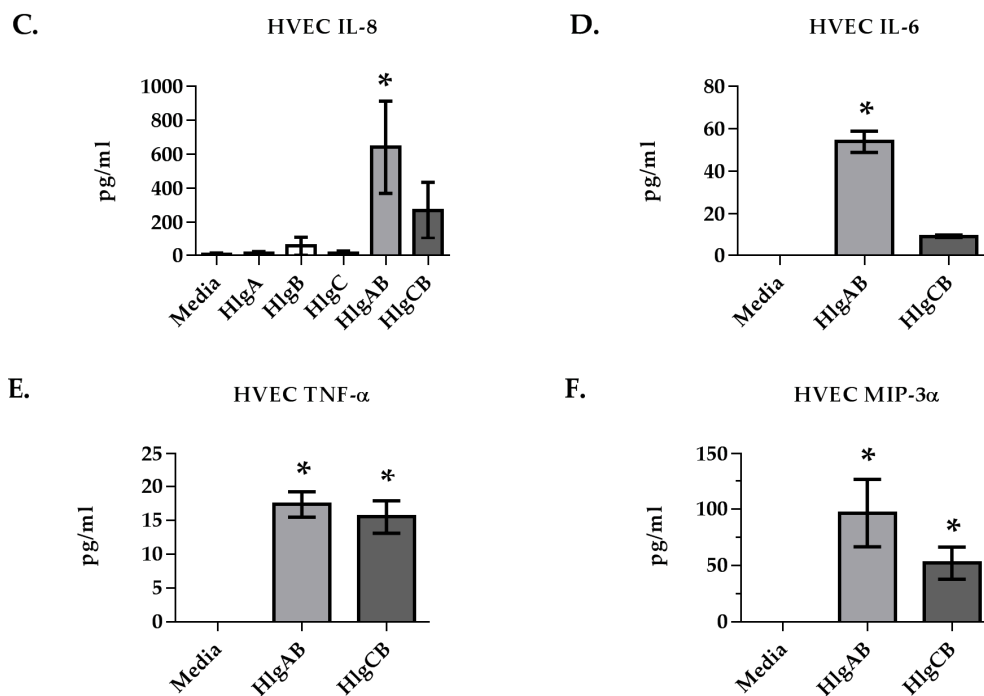 C.
HVEC IL-8
pg/ml
1000
800
600
400
200
0
*
Media
HlgA
HlgB
HlgC
HlgAB
HlgCB
D.
HVEC IL-6
pg/ml
80
60
40
20
0
*
Media
HlgAB
HlgCB
E.
HVEC TNF-α
pg/ml
25
20
15
10
5
0
*
*
Media
HlgAB
HlgCB
F.
HVEC MIP-3α
pg/ml
150
100
50
0
*
*
Media
HlgAB
HlgCB